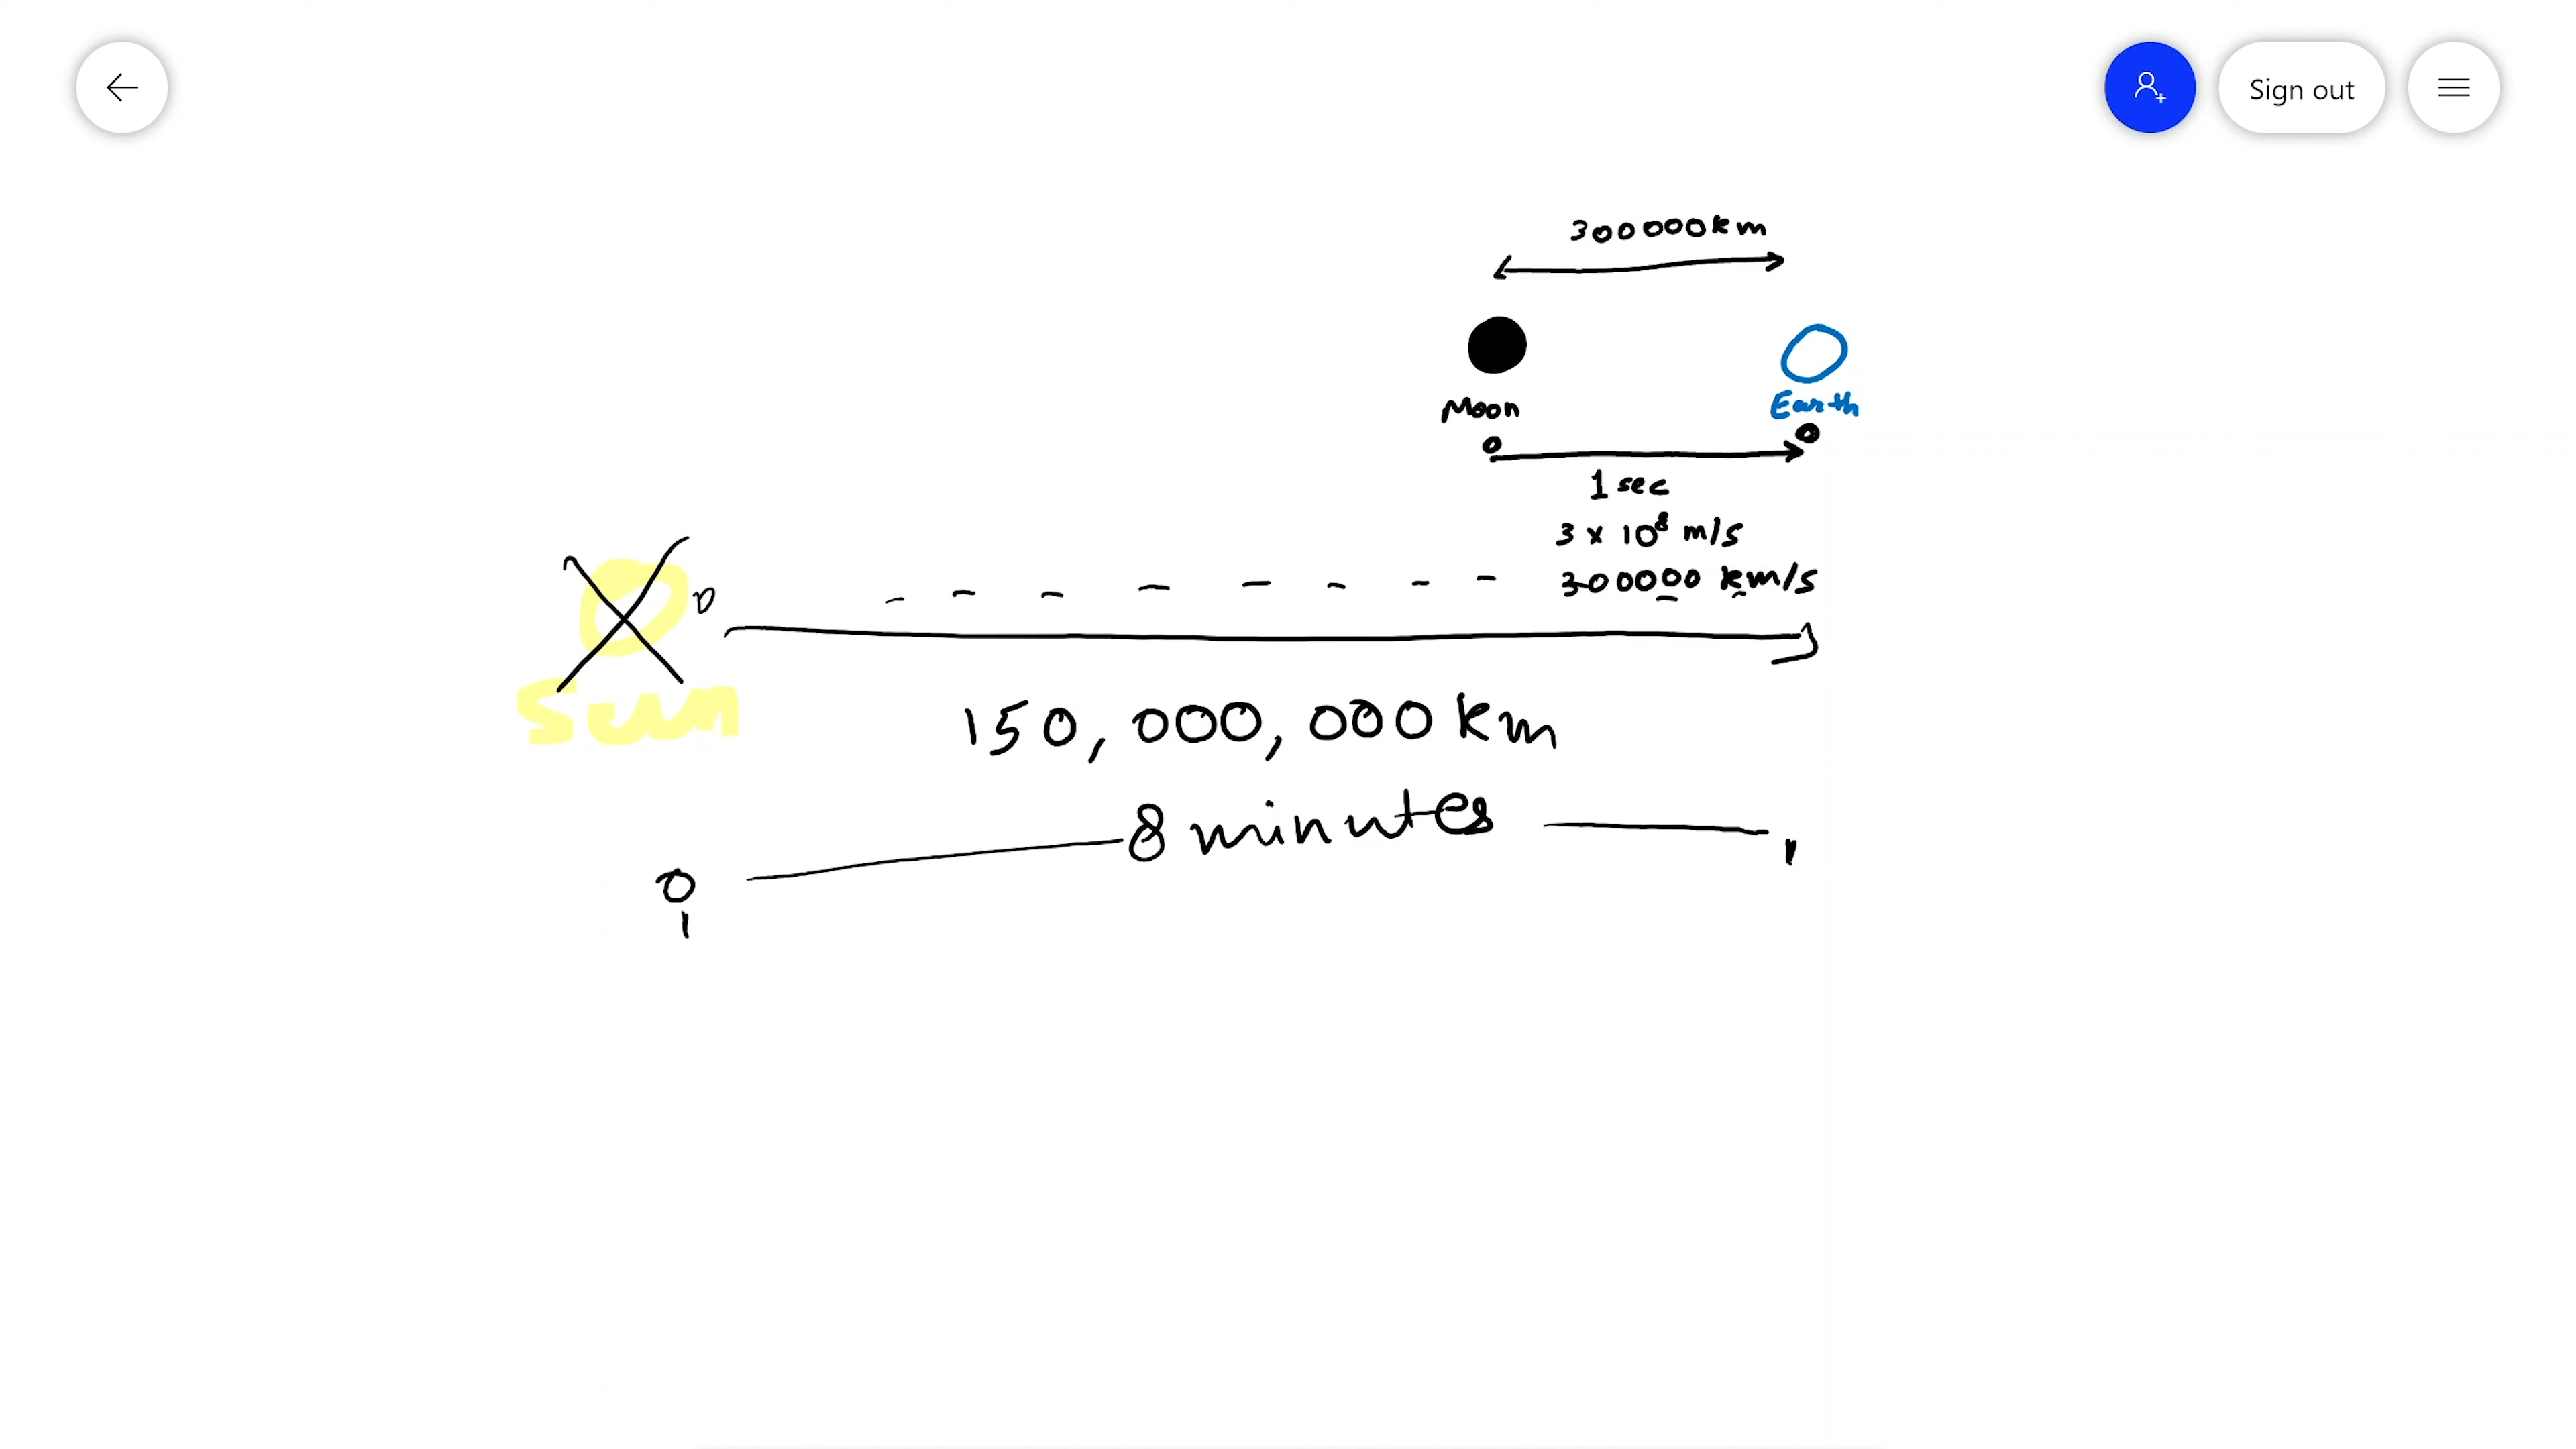 Sign out
300000km
Moon
Earth
1 sec
3 x 10⁸ m/s
300000 km/s
Sun
150,000,000 km
8 minutes